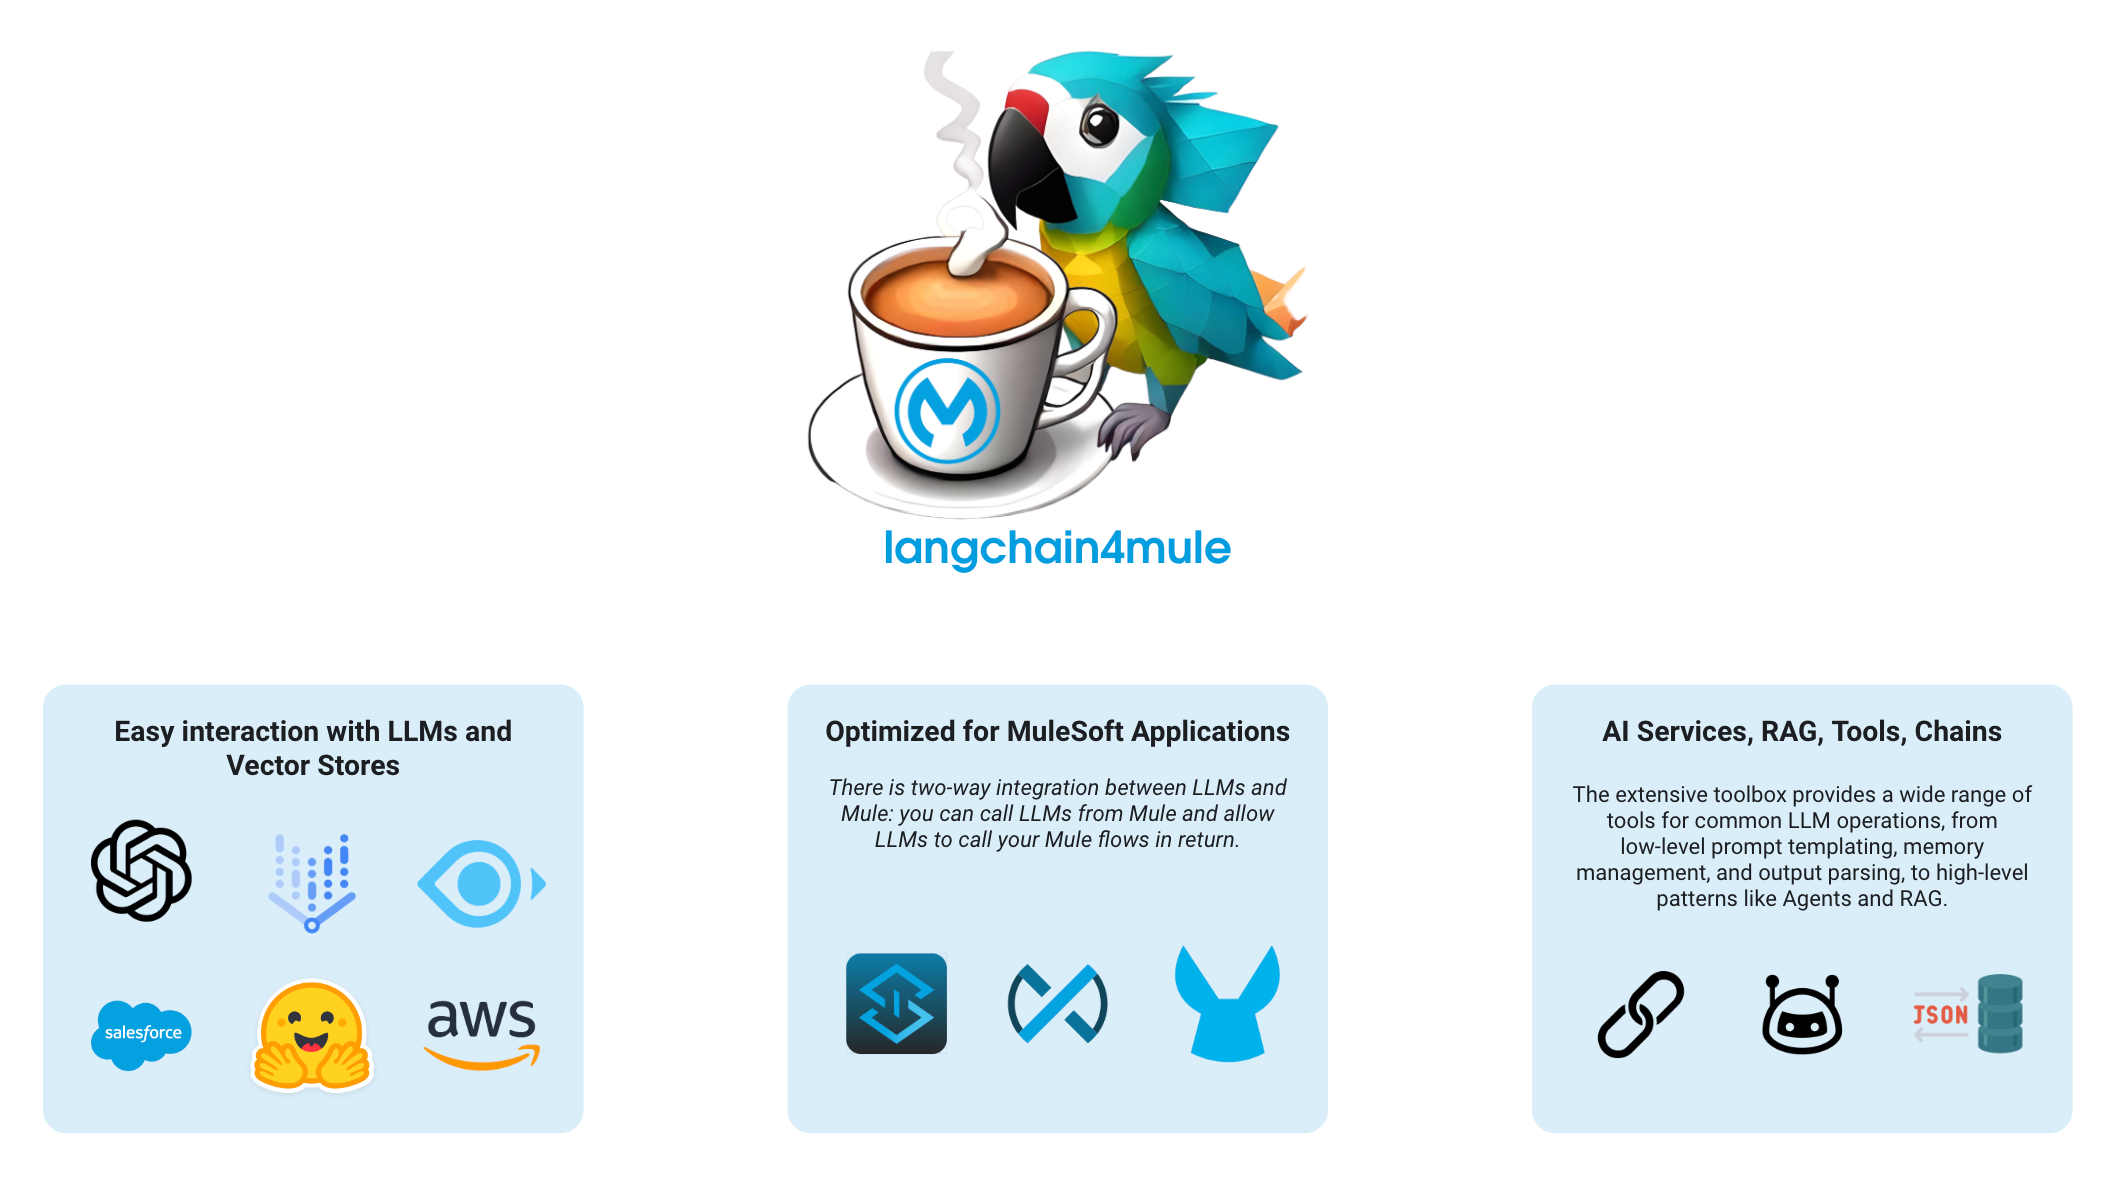 langchain4mule
Easy interaction with LLMs and
Vector Stores
salesforce
aws
Optimized for MuleSoft Applications
There is two-way integration between LLMs and
Mule: you can call LLMs from Mule and allow
LLMs to call your Mule flows in return.
AI Services, RAG, Tools, Chains
The extensive toolbox provides a wide range of
tools for common LLM operations, from
low-level prompt templating, memory
management, and output parsing, to high-level
patterns like Agents and RAG.
JSON